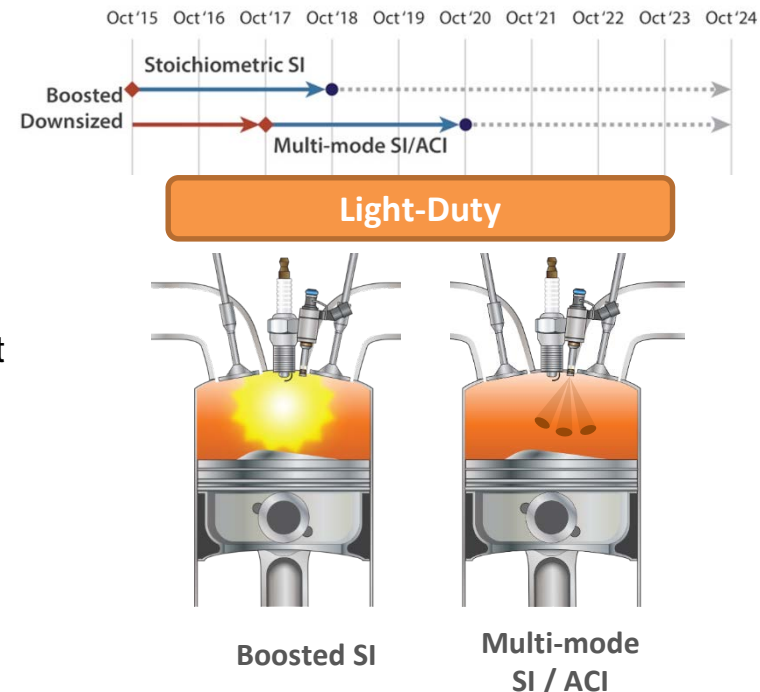 Oct‘15 Oct‘16 Oct‘17 Oct‘18 Oct‘19 Oct‘20 Oct‘21 Oct‘22 Oct‘23 Oct‘24
Stoichiometric SI
Boosted
Downsized
Multi-mode SI/ACI
Light-Duty
t
Boosted SI
Multi-mode
SI / ACI